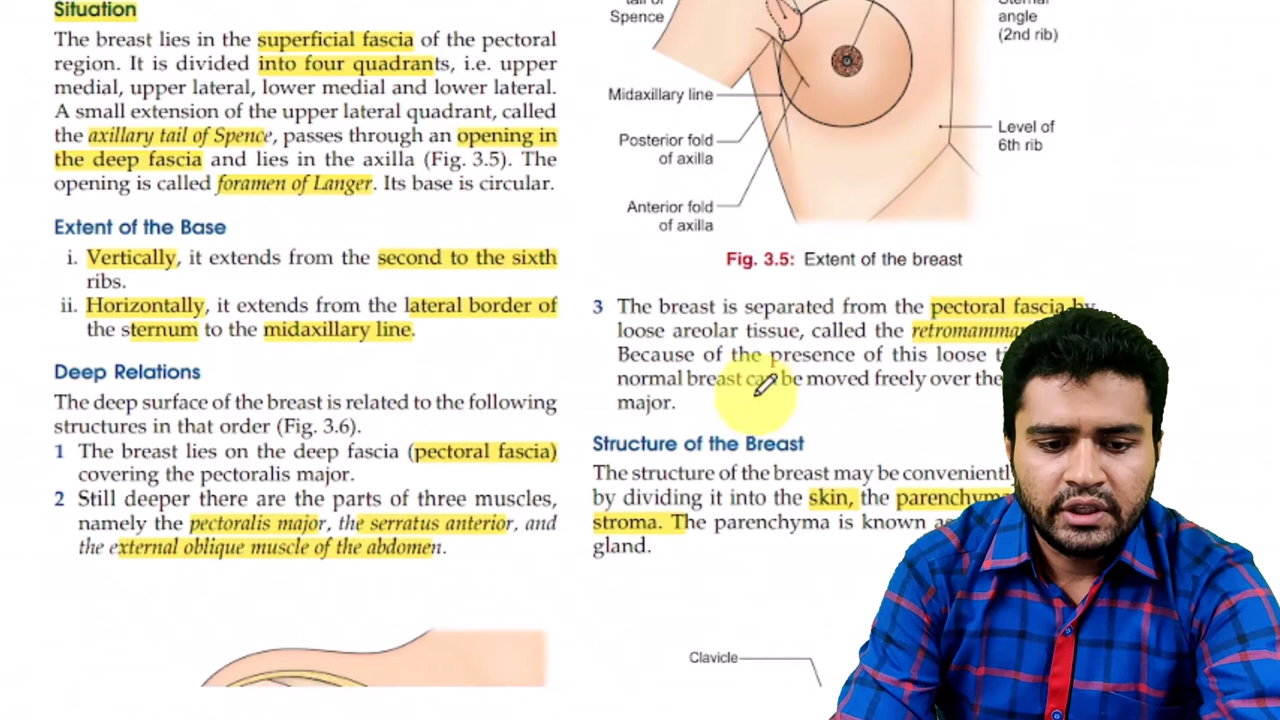 Situation
The breast lies in the superficial fascia of the pectoral
region. It is divided into four quadrants, i.e. upper
medial, upper lateral, lower medial and lower lateral.
A small extension of the upper lateral quadrant, called
the axillary tail of Spence, passes through an opening in
the deep fascia and lies in the axilla (Fig. 3.5). The
opening is called foramen of Langer. Its base is circular.
Extent of the Base
i. Vertically, it extends from the second to the sixth
ribs.
ii. Horizontally, it extends from the lateral border of
the sternum to the midaxillary line.
Deep Relations
The deep surface of the breast is related to the following
structures in that order (Fig. 3.6).
1 The breast lies on the deep fascia (pectoral fascia)
covering the pectoralis major.
2 Still deeper there are the parts of three muscles,
namely the pectoralis major, the serratus anterior, and
the external oblique muscle of the abdomen.
tail of
Spence
Midaxillary line
Posterior fold
of axilla
Anterior fold
of axilla
angle
(2nd rib)
Level of
6th rib
Fig. 3.5: Extent of the breast
3 The breast is separated from the pectoral fascia by
loose areolar tissue, called the
Because of the presence of this loose
normal breast can be moved freely over the
major.
Structure of the Breast
The structure of the breast may be
by dividing it into the skin, the
stroma. The parenchyma is known
gland.
Clavicle